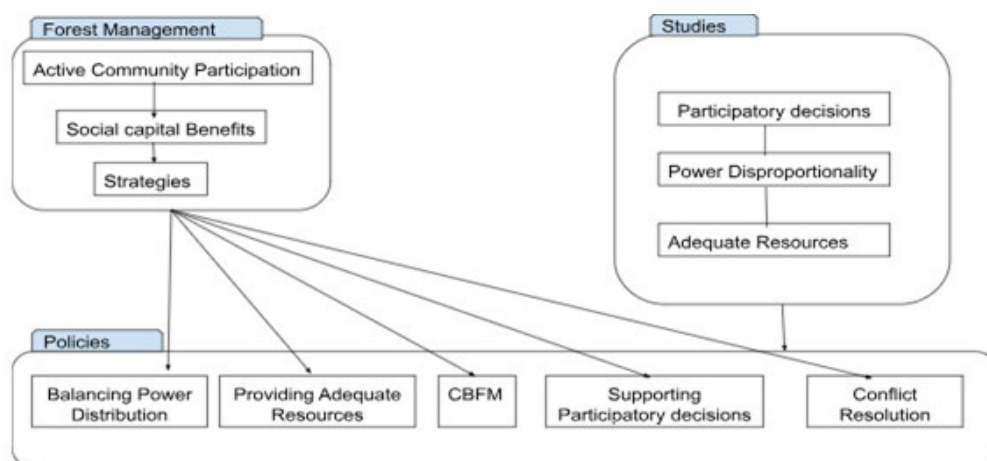 Forest Management
Active Community Participation
Social capital Benefits
Strategies
Studies
Participatory decisions
Power Disproportionality
Adequate Resources
Policies
Balancing Power
Distribution
Providing Adequate
Resources
CBFM
Supporting
Participatory decisions
Conflict
Resolution